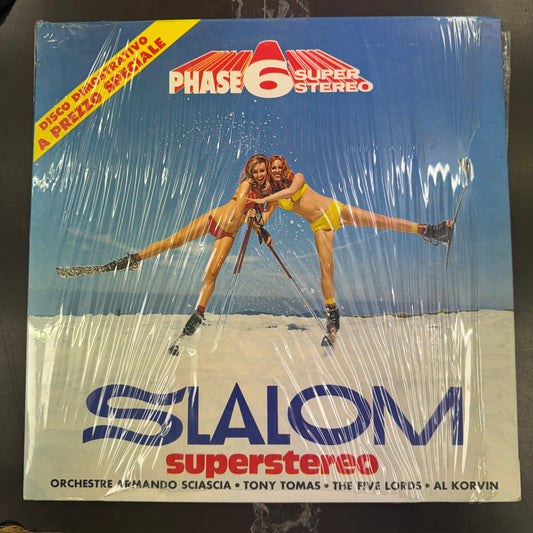 DISCO DIMOSTRATIVO
A PREZZO SPECIALE
PHASE 6 SUPER
STEREO
SLALOM
superstereo
ORCHESTRE ARMANDO SCIASCIA • TONY TOMAS • THE FIVE LORDS • AL KORVIN